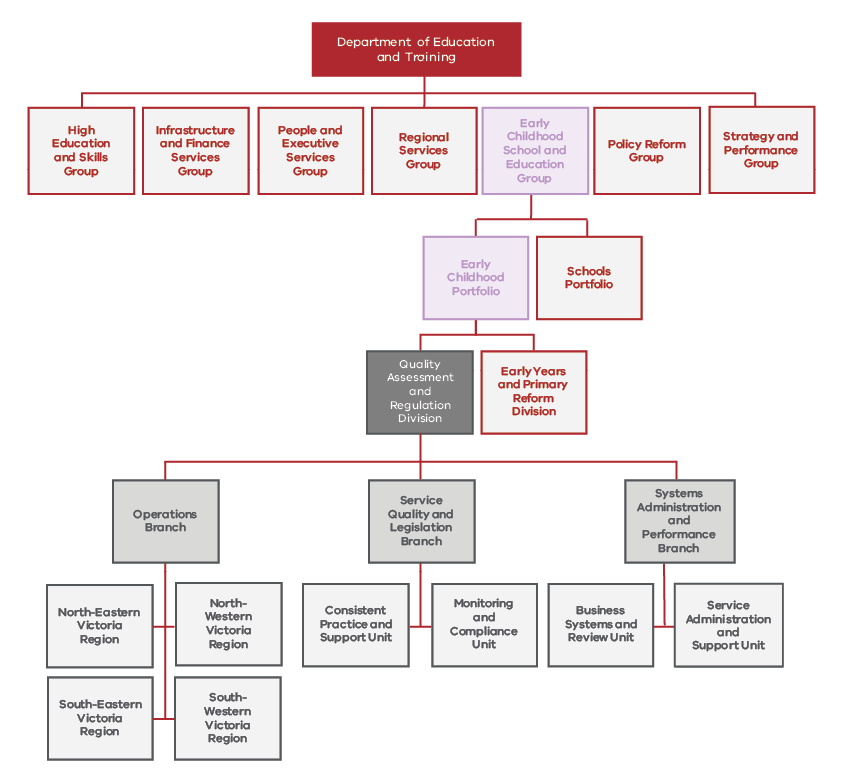 Department of Education
and Training
High
Education
and Skills
Group
Infrastructure
and Finance
Services
Group
People and
Executive
Services
Group
Regional
Services
Group
Early
Childhood
School and
Education
Group
Policy Reform
Group
Strategy and
Performance
Group
Early
Childhood
Portfolio
Schools
Portfolio
Quality
Assessment
and
Regulation
Division
Early Years
and Primary
Reform
Division
Operations
Branch
Service
Quality and
Legislation
Branch
Systems
Administration
and
Performance
Branch
North-Eastern
Victoria
Region
North-
Western
Victoria
Region
Consistent
Practice and
Support Unit
Monitoring
and
Compliance
Unit
Business
Systems and
Review Unit
Service
Administration
and
Support Unit
South-Eastern
Victoria
Region
South-
Western
Victoria
Region